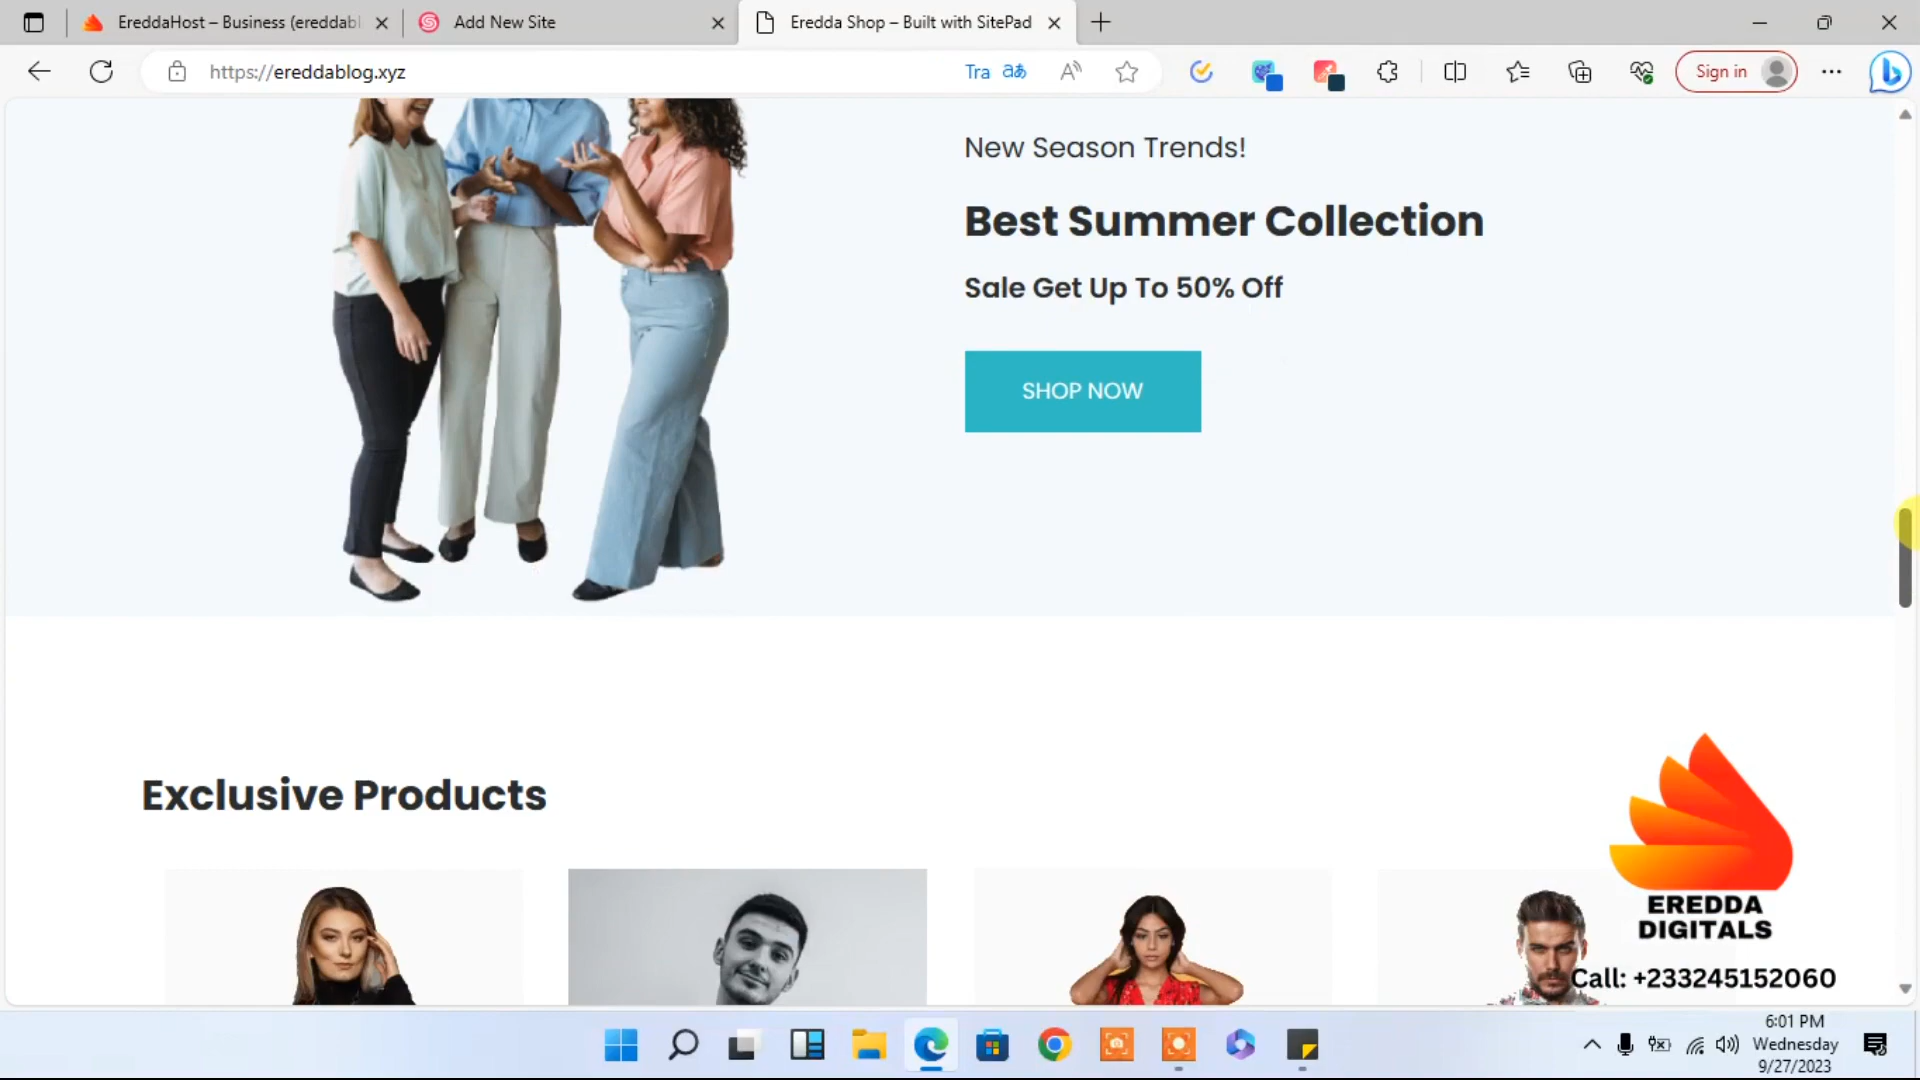 EreddaHost – Business (ereddabl
Add New Site
Eredda Shop – Built with SitePad
https://ereddablog.xyz
Tra
Sign in
New Season Trends!
Best Summer Collection
Sale Get Up To 50% Off
SHOP NOW
Exclusive Products
EREDDA
DIGITALS
Call: +233245152060
6:01 PM
Wednesday
9/27/2023